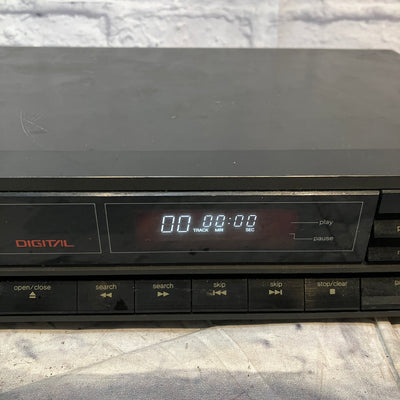 00 00:00
TRACK MIN SEC
play
pause
DIGITAL
open/close search search skip skip stop/clear